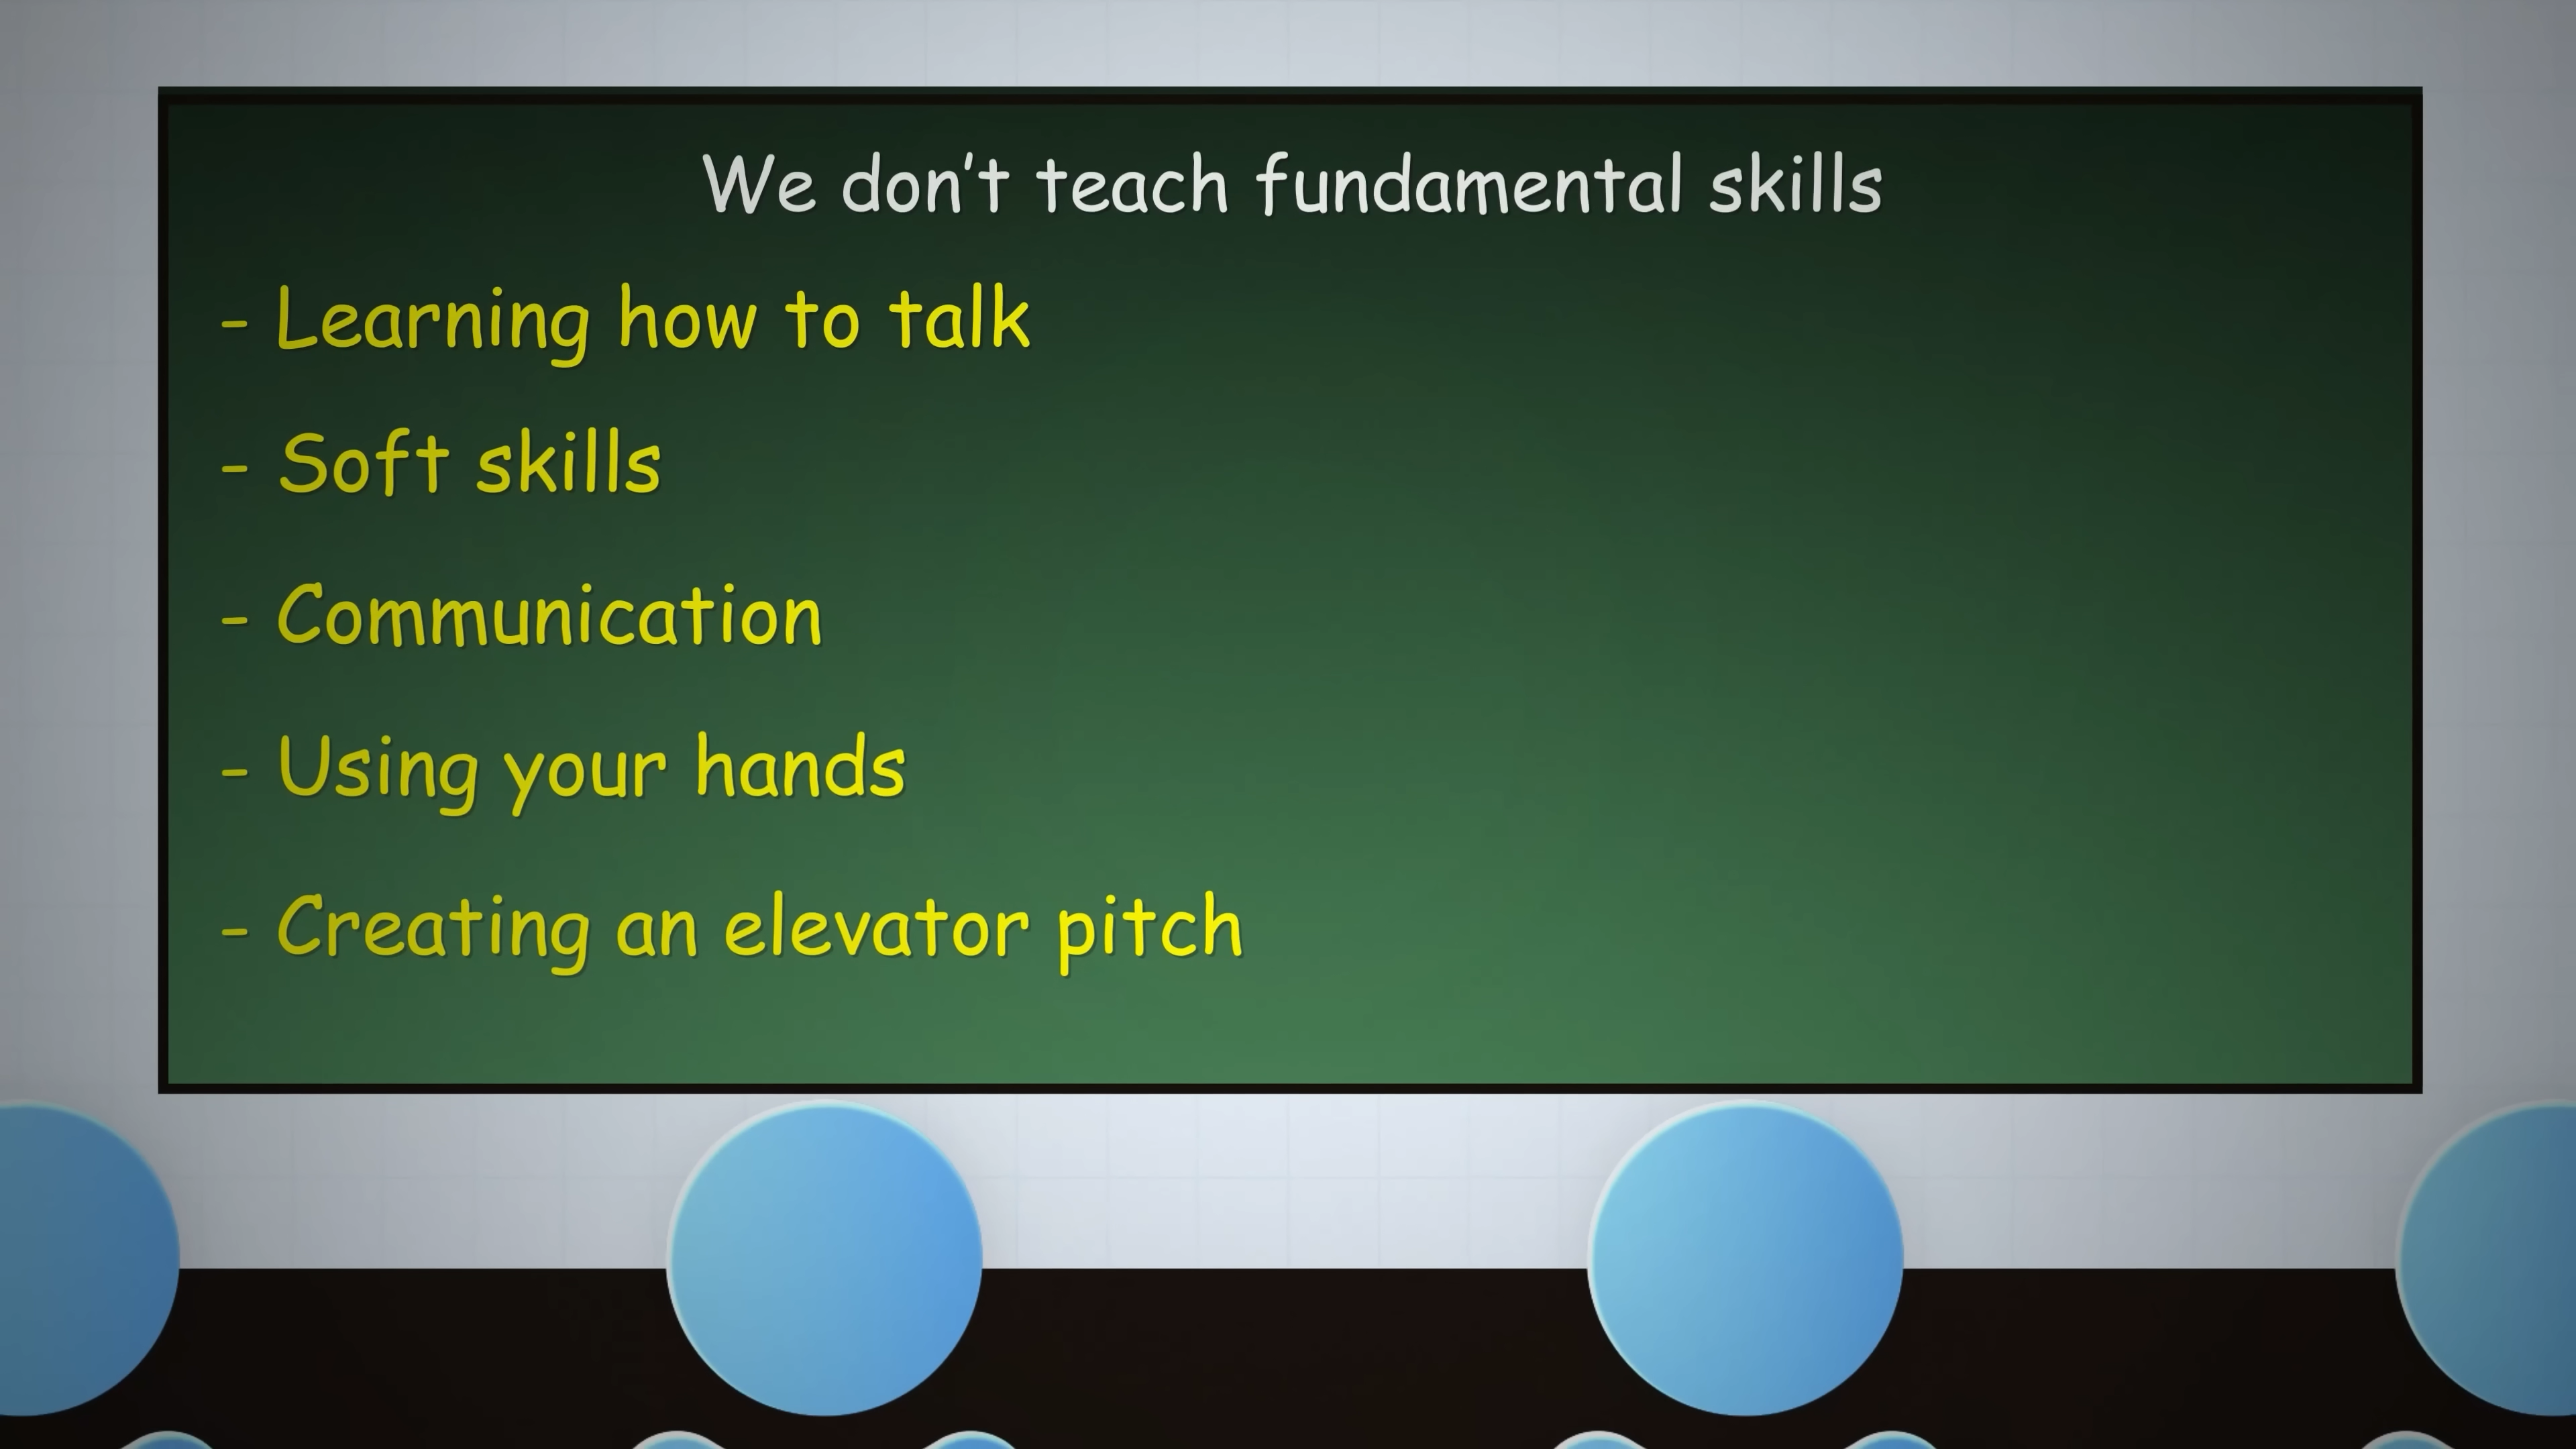 We don't teach fundamental skills
- Learning how to talk
- Soft skills
- Communication
- Using your hands
- Creating an elevator pitch